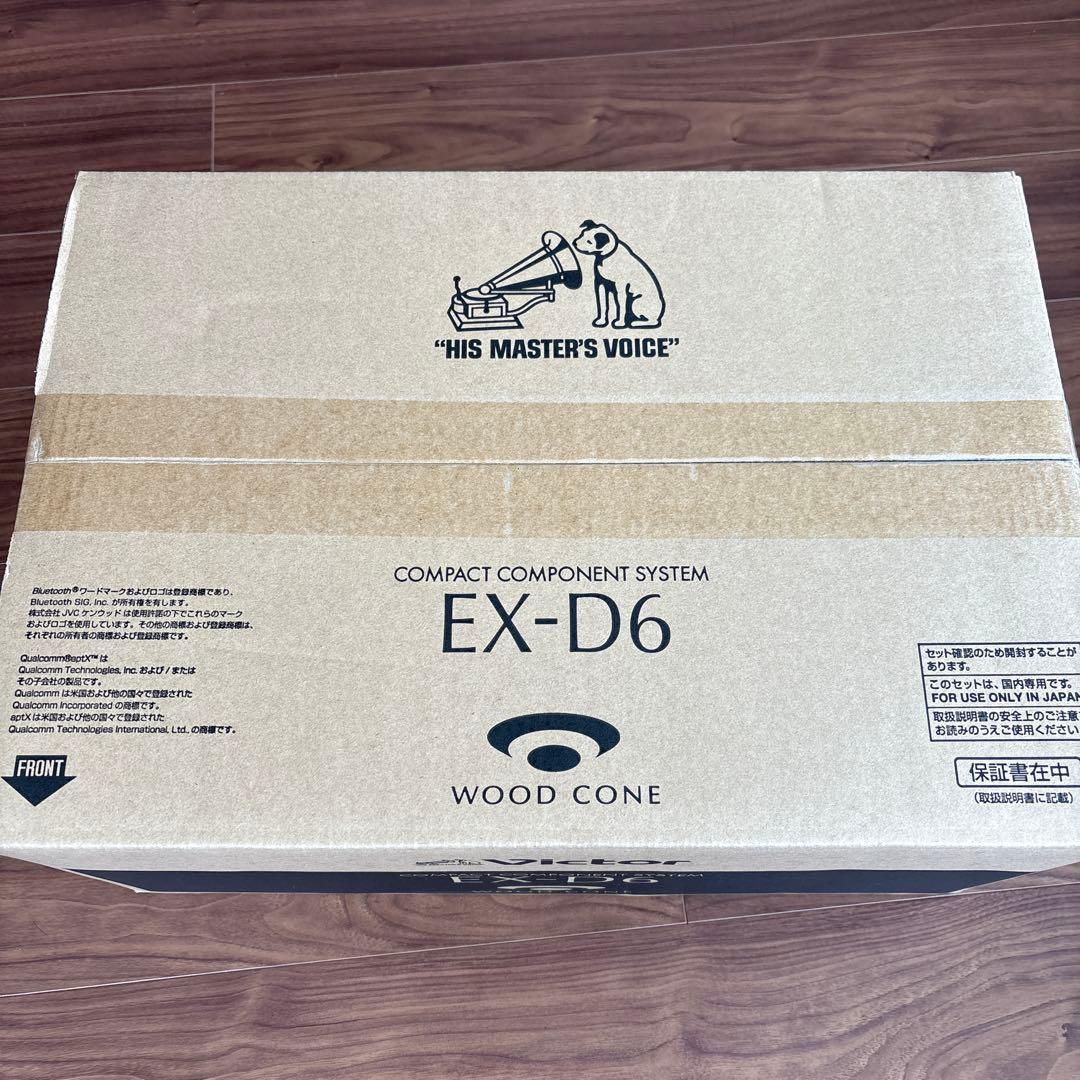 “HIS MASTER'S VOICE”
COMPACT COMPONENT SYSTEM
EX-D6
WOOD CONE
Bluetooth®ワードマークおよびロゴは登録商標であり、
Bluetooth SIG, Inc. が所有権を有します。
株式会社 JVC ケンウッド は使用許諾の下でこれらのマーク
およびロゴを使用しています。その他の商標および登録商標は、
それぞれの所有者の商標および登録商標です。
Qualcomm®aptX™は
Qualcomm Technologies, Inc. および / または
その子会社の製品です。
Qualcomm は米国および他の国々で登録された
Qualcomm Incorporated の商標です。
aptX は米国および他の国々で登録された
Qualcomm Technologies International, Ltd., の商標です。
FRONT
セット確認のため開封することが
あります。
このセットは、国内専用です。
FOR USE ONLY IN JAPAN
取扱説明書の安全上のご注意
お読みのうえご使用ください
保証書在中
(取扱説明書に記載)
Victor
COMPACT COMPONENT SYSTEM
EX-D6